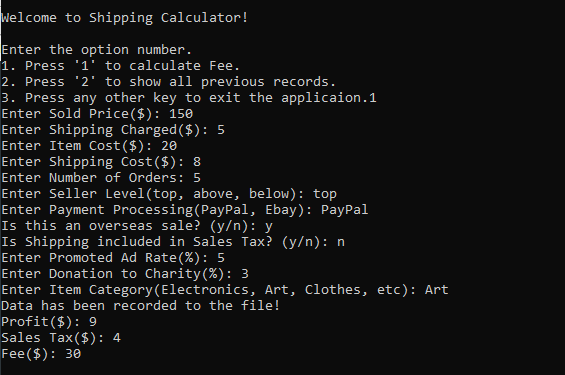 Welcome to Shipping Calculator!
Enter the option number.
1. Press '1' to calculate Fee.
2. Press '2' to show all previous records.
3. Press any other key to exit the applicaion.1
Enter Sold Price($): 150
Enter Shipping Charged($): 5
Enter Item Cost($): 20
Enter Shipping Cost($): 8
Enter Number of Orders: 5
Enter Seller Level(top, above, below): top
Enter Payment Processing(PayPal, Ebay): PayPal
Is this an overseas sale? (y/n): y
Is Shipping included in Sales Tax? (y/n): n
Enter Promoted Ad Rate(%): 5
Enter Donation to Charity(%): 3
Enter Item Category(Electronics, Art, Clothes, etc): Art
Data has been recorded to the file!
Profit($): 9
Sales Tax($): 4
Fee($): 30